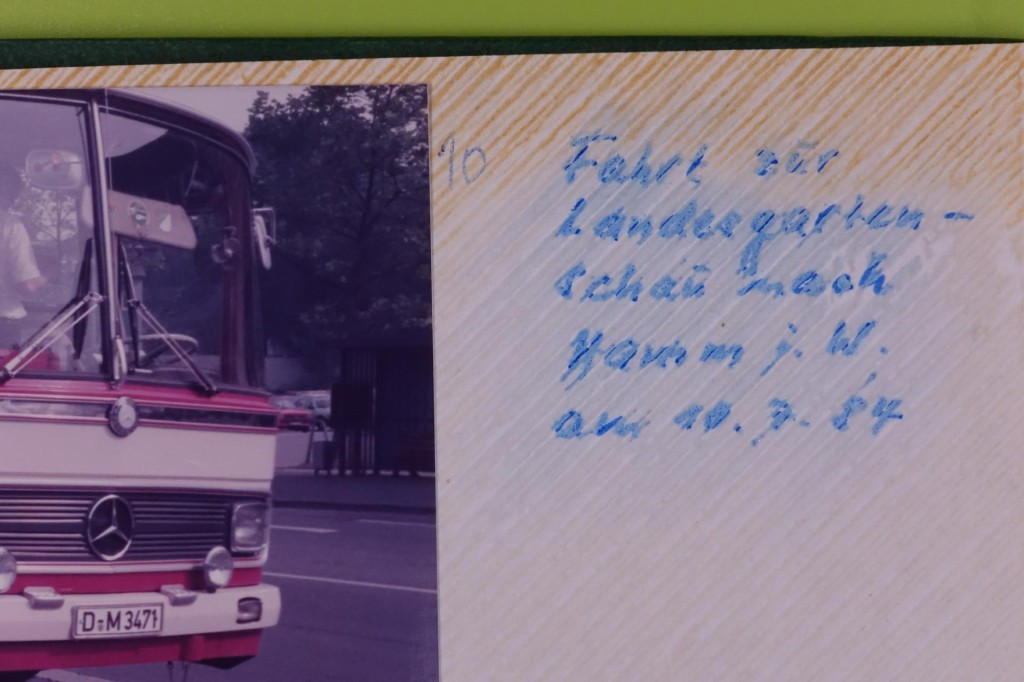 10
Fahrt zur
Landesgarten-
schau nach
Hamm i. W.
am 10. 7. 84
D-M 3471